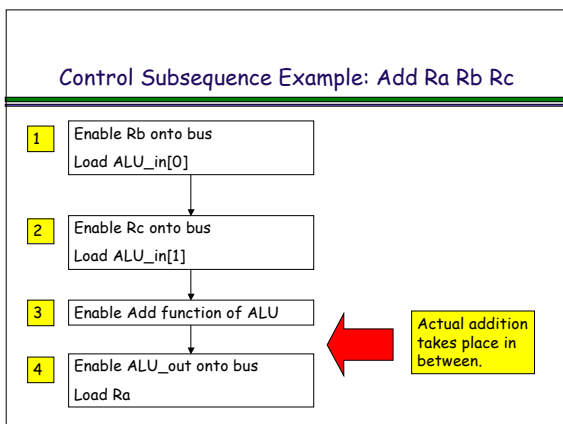 Control Subsequence Example: Add Ra Rb Rc
1
Enable Rb onto bus
Load ALU_in[0]
2
Enable Rc onto bus
Load ALU_in[1]
3
Enable Add function of ALU
4
Enable ALU_out onto bus
Load Ra
Actual addition
takes place in
between.